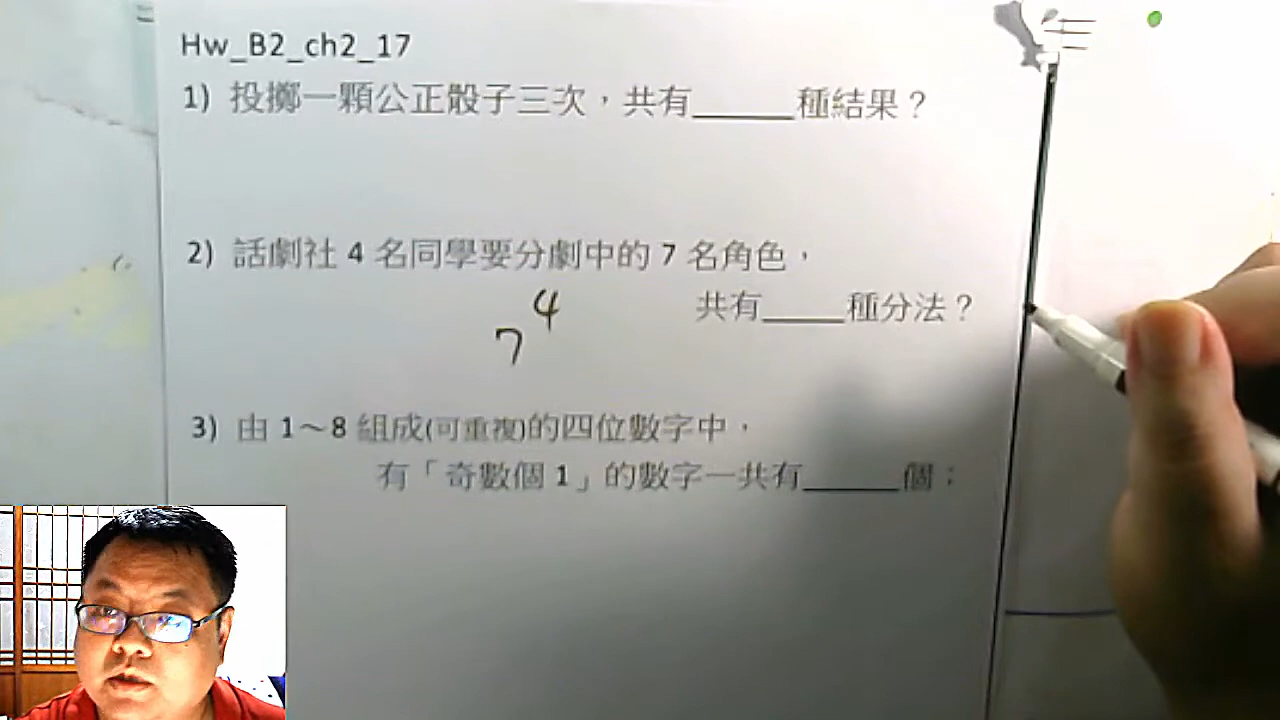 Hw_B2_ch2_17
1) 投擲一顆公正骰子三次，共有______種結果？
2) 話劇社 4 名同學要分劇中的 7 名角色，
共有_____種分法？
7⁴
3) 由 1～8 組成(可重複)的四位數字中，
有「奇數個 1」的數字一共有______個；